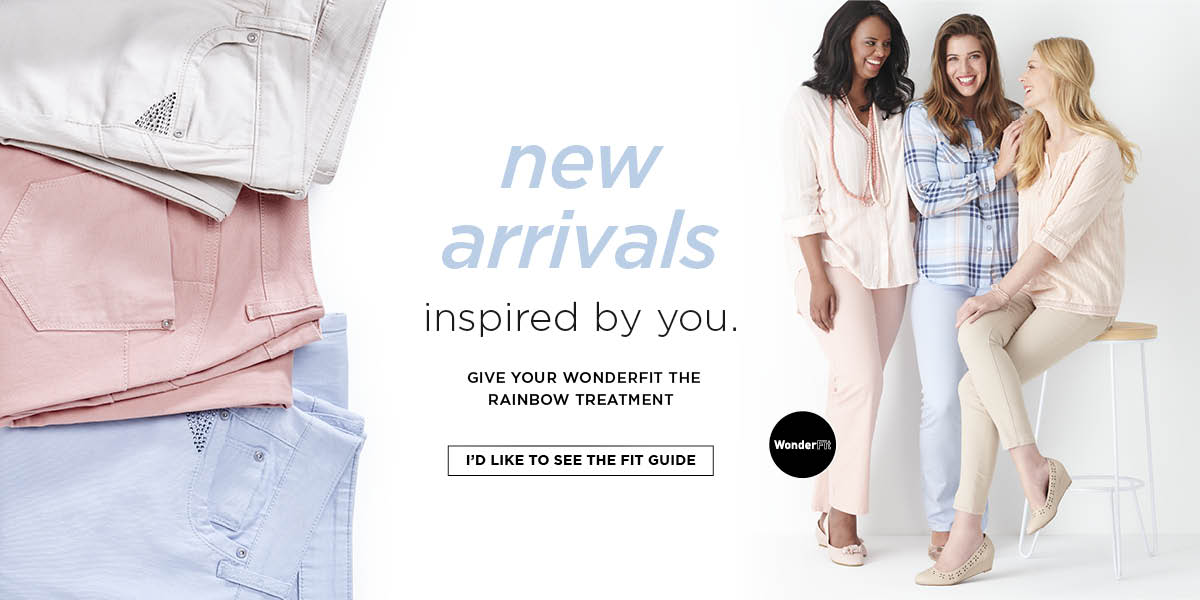 new
arrivals
inspired by you.
GIVE YOUR WONDERFIT THE
RAINBOW TREATMENT
I'D LIKE TO SEE THE FIT GUIDE
WonderFit